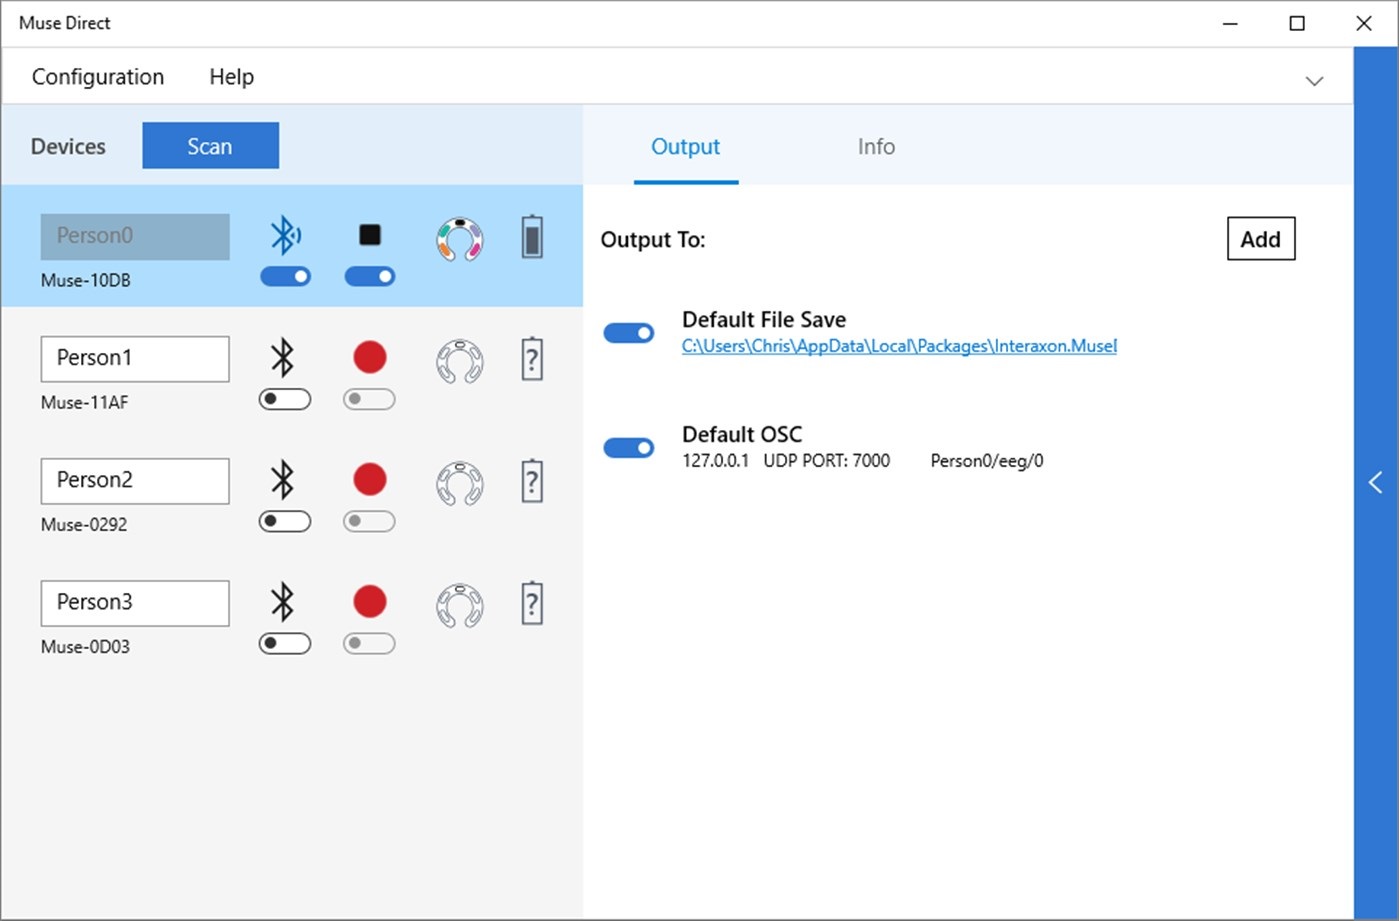 Muse Direct
Configuration Help
Devices Scan
Output Info
Person0
Muse-10DB
Person1
Muse-11AF
?
Person2
Muse-0292
?
Person3
Muse-0D03
?
Output To: Add
Default File Save
C:\Users\Chris\AppData\Local\Packages\Interaxon.Musel
Default OSC
127.0.0.1 UDP PORT: 7000 Person0/eeg/0